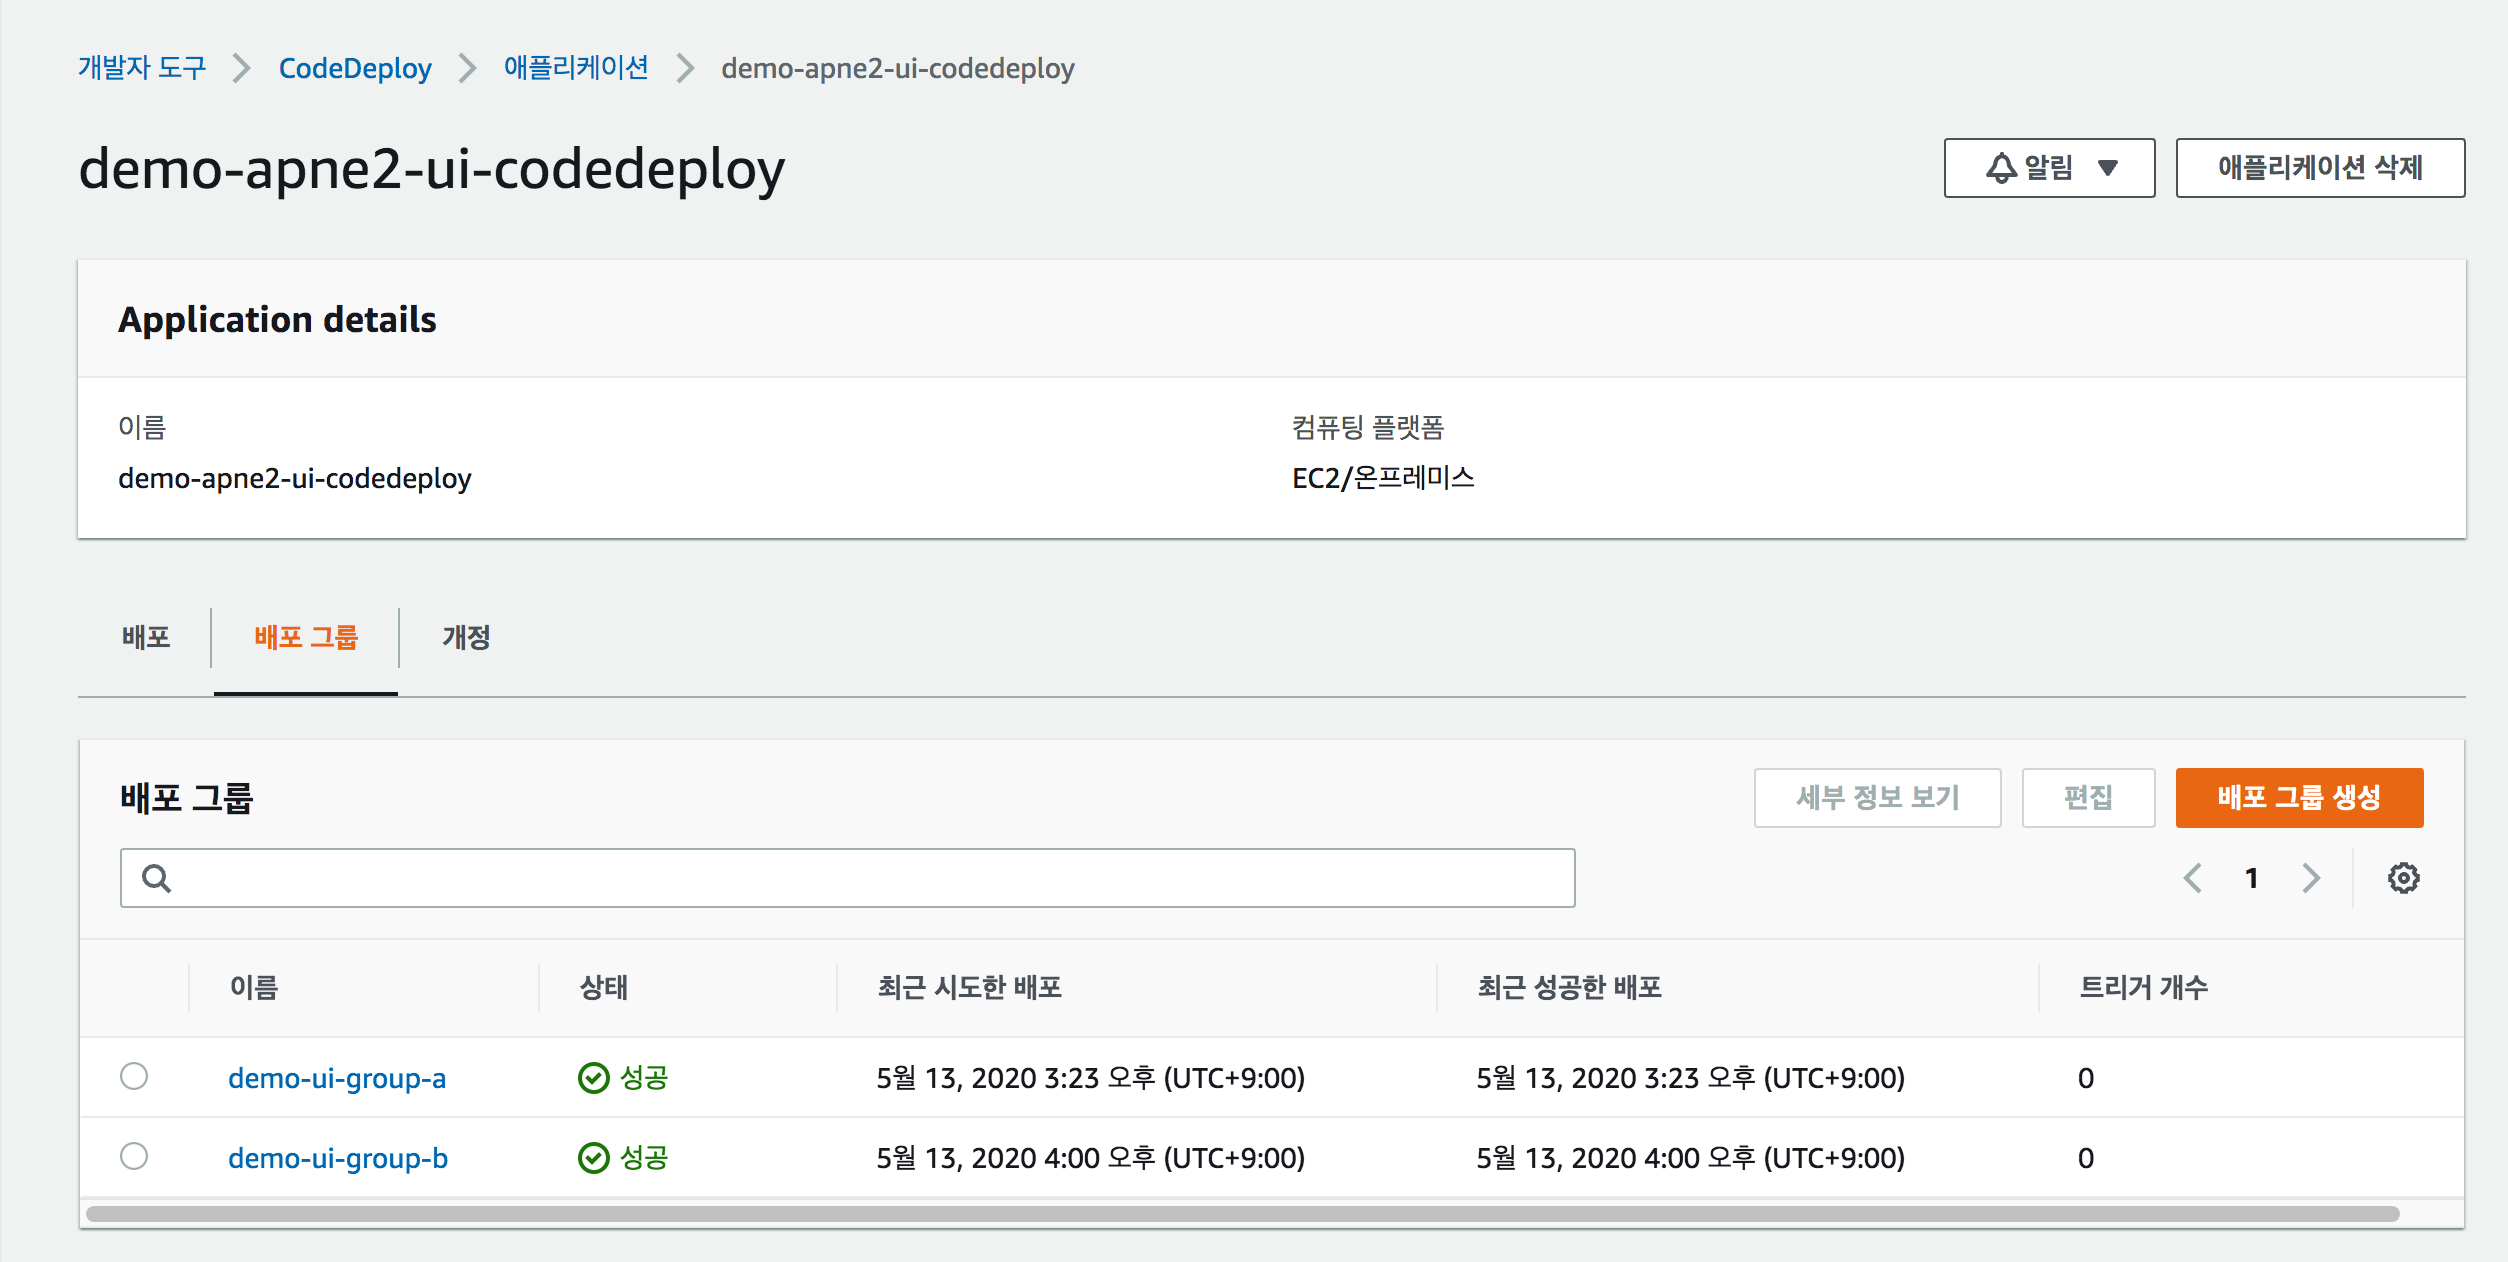 개발자 도구 CodeDeploy 애플리케이션 demo-apne2-ui-codedeploy
demo-apne2-ui-codedeploy
알림 애플리케이션 삭제
Application details
이름 컴퓨팅 플랫폼
demo-apne2-ui-codedeploy EC2/온프레미스
배포 배포 그룹 개정
배포 그룹 세부 정보 보기 편집 배포 그룹 생성
1
이름 상태 최근 시도한 배포 최근 성공한 배포 트리거 개수
demo-ui-group-a 성공 5월 13, 2020 3:23 오후 (UTC+9:00) 5월 13, 2020 3:23 오후 (UTC+9:00) 0
demo-ui-group-b 성공 5월 13, 2020 4:00 오후 (UTC+9:00) 5월 13, 2020 4:00 오후 (UTC+9:00) 0